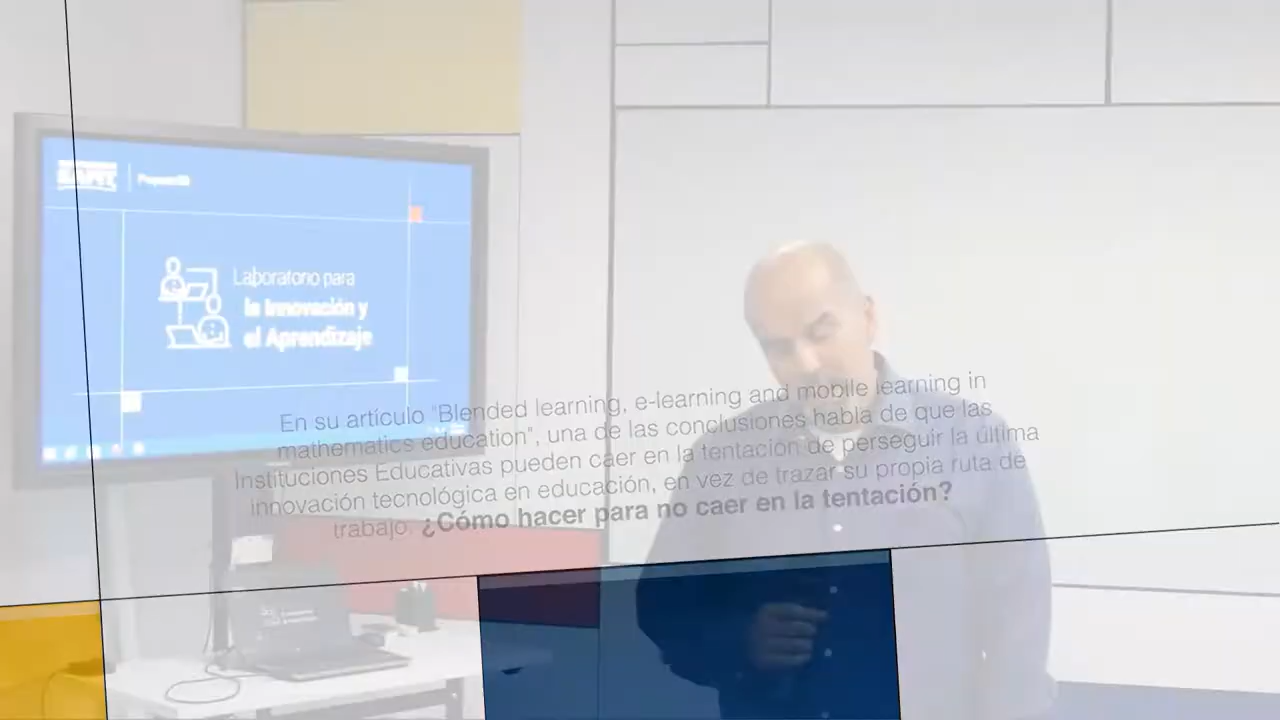 Laboratorio para
la Innovación y
el Aprendizaje
En su artículo "Blended learning, e-learning and mobile learning in
mathematics education", una de las conclusiones habla de que las
Instituciones Educativas pueden caer en la tentación de perseguir la última
innovación tecnológica en educación, en vez de trazar su propia ruta de
trabajo. ¿Cómo hacer para no caer en la tentación?